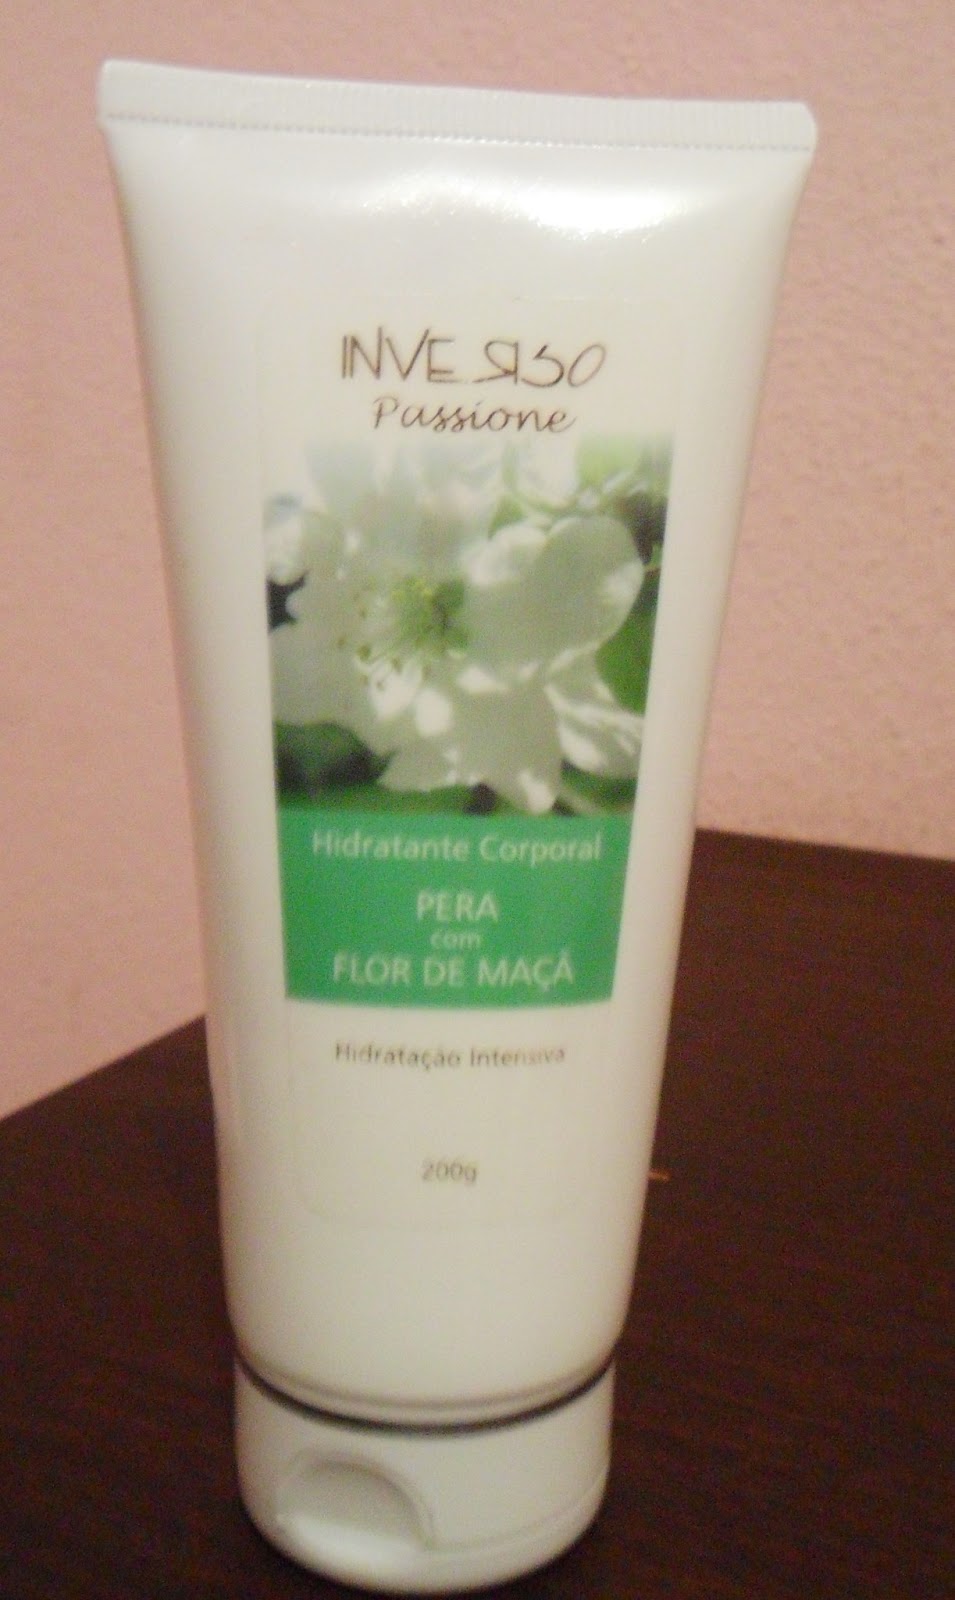 INVERSO
Passione
Hidratante Corporal
PERA
com
FLOR DE MAÇÃ
Hidratação Intensiva
200g